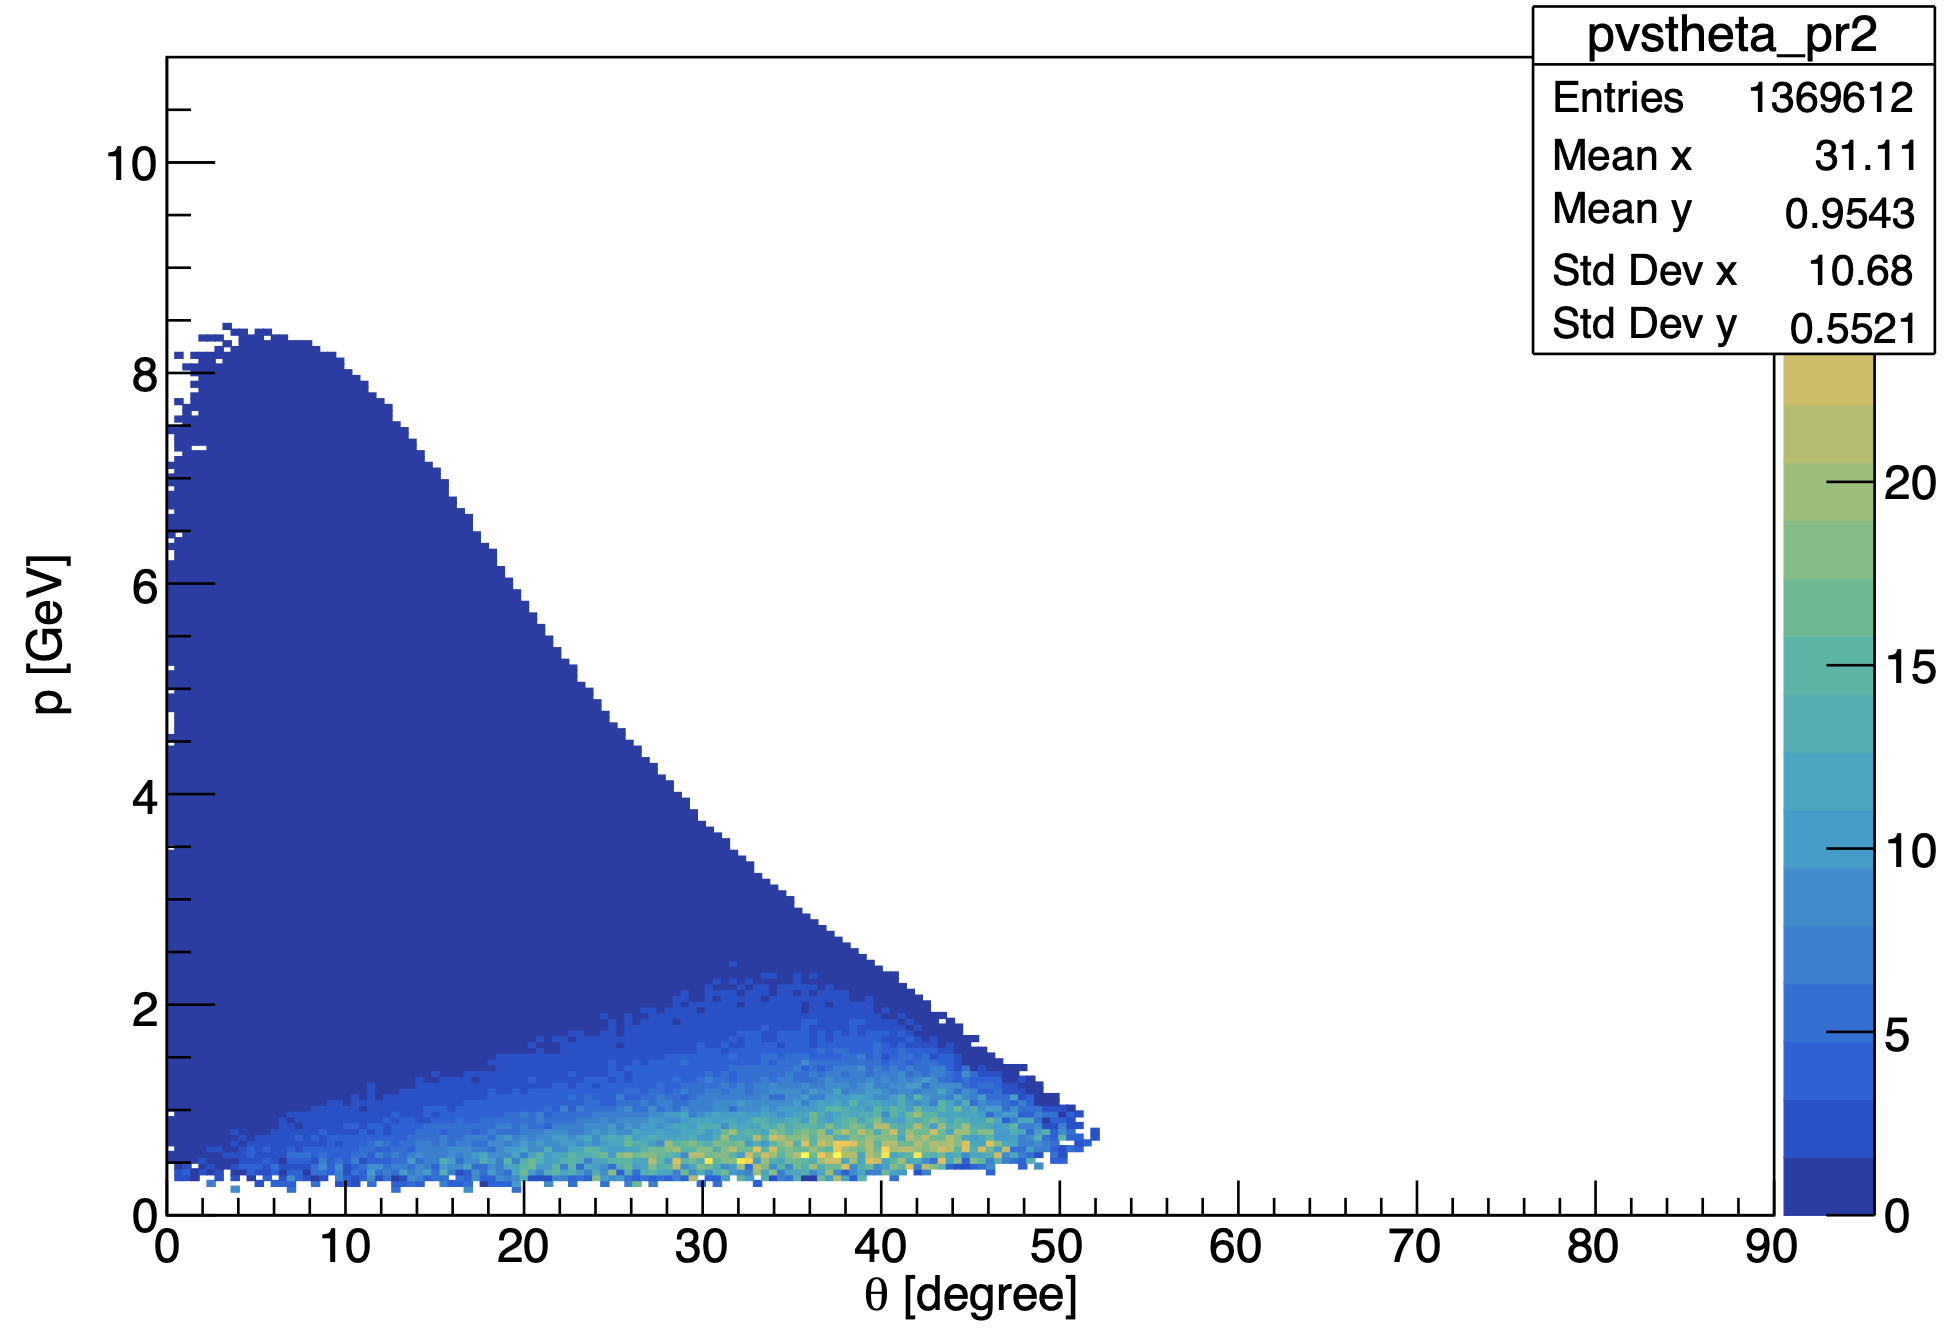 pvstheta_pr2
Entries 1369612
Mean x 31.11
Mean y 0.9543
Std Dev x 10.68
Std Dev y 0.5521
10
8
6
4
2
0
p [GeV]
20
15
10
5
0
0 10 20 30 40 50 60 70 80 90
θ [degree]